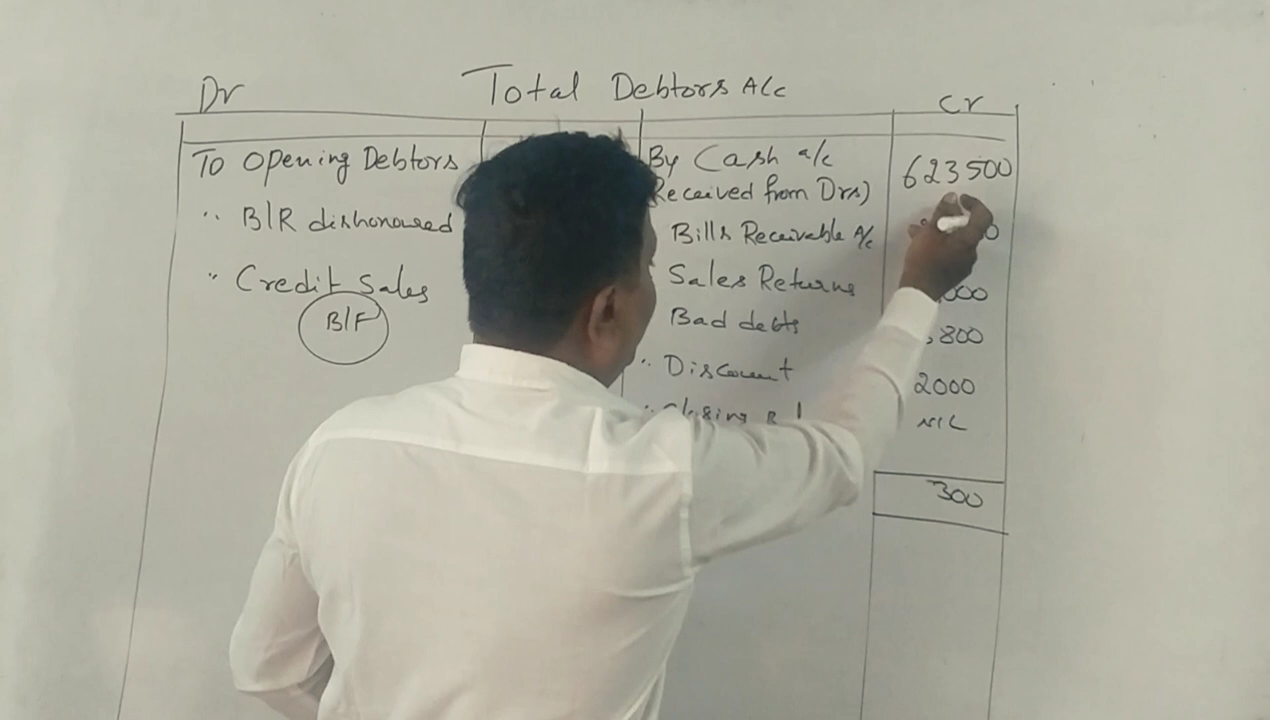 Dr Total Debtors A/c Cr
To Opening Debtors By Cash a/c 623500
Received from Drs)
" B/R dishonoured Bills Receivable A/c
" Credit Sales Sales Returns
B/F Bad debts
" Discount 2000
NIL
300